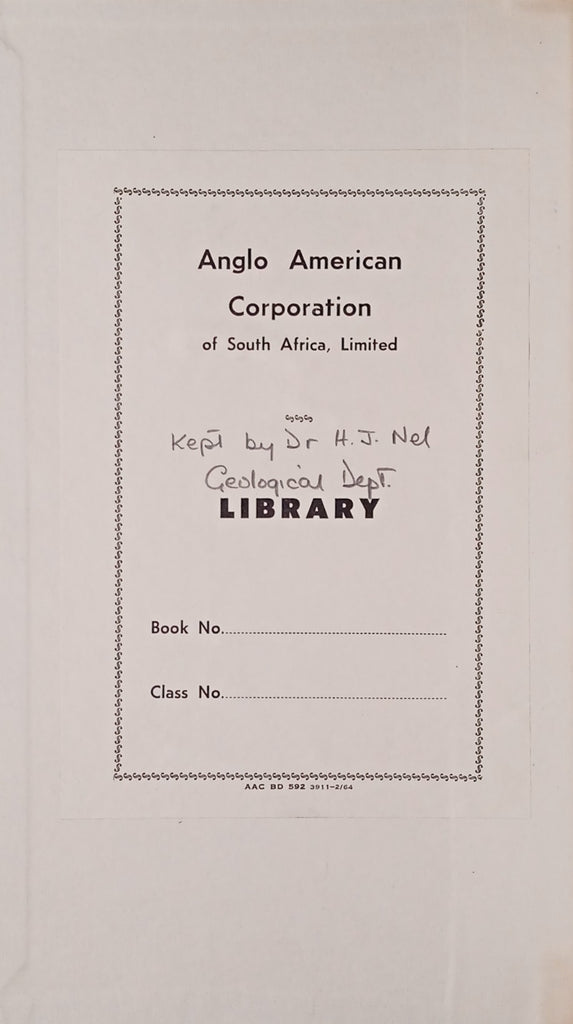 Anglo American
Corporation
of South Africa, Limited
Kept by Dr H.J. Nel
Geological Dept.
LIBRARY
Book No.
Class No.
AAC BD 592 3911-2/64